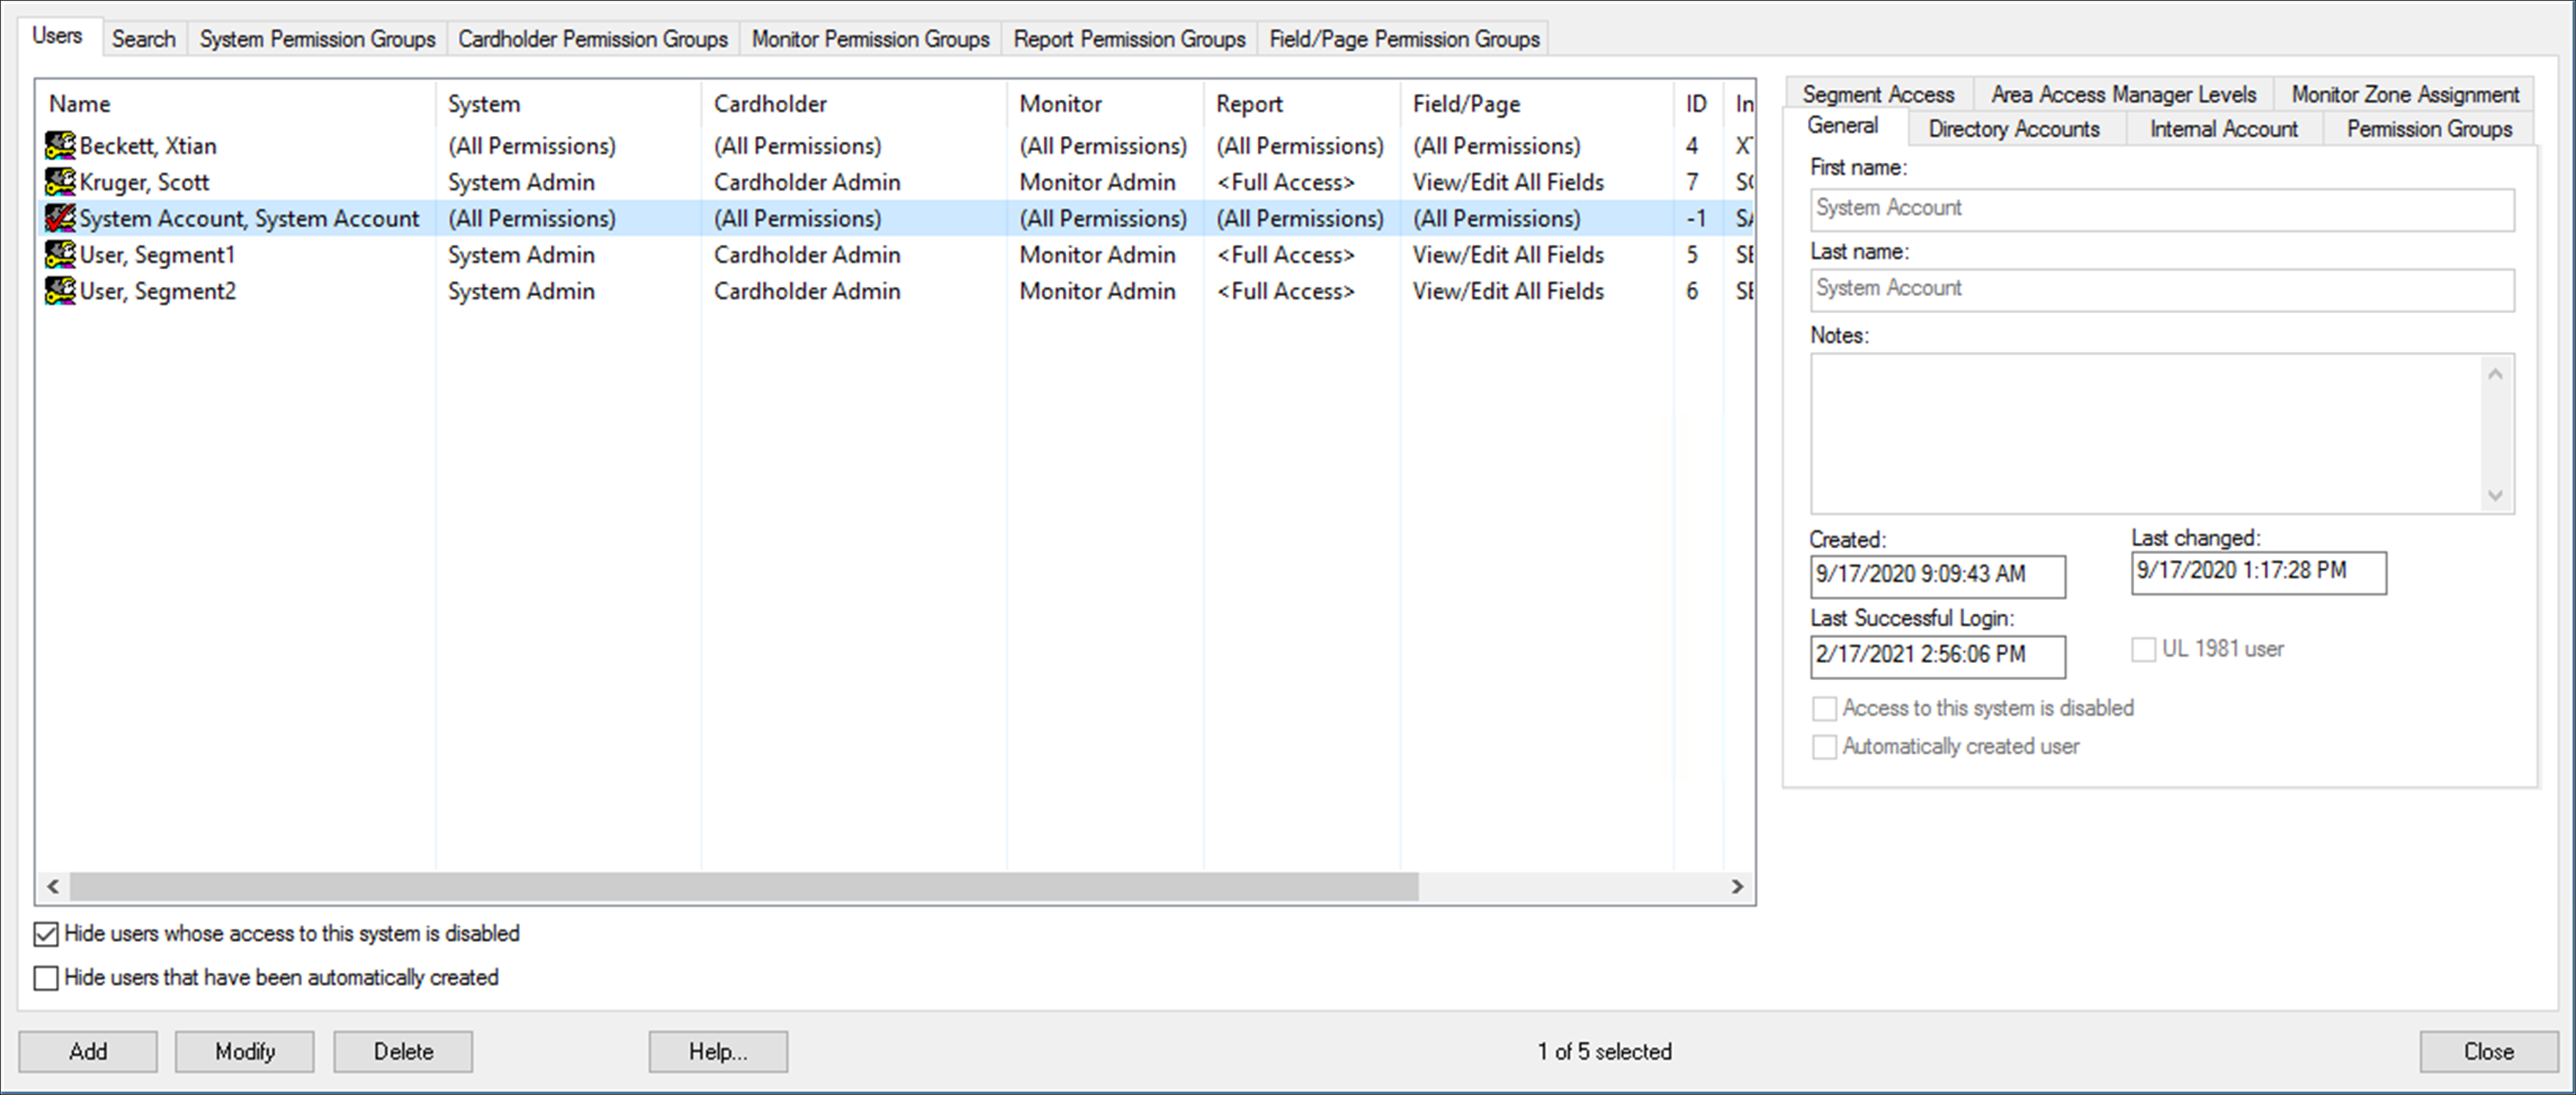 Users Search System Permission Groups Cardholder Permission Groups Monitor Permission Groups Report Permission Groups Field/Page Permission Groups
Name System Cardholder Monitor Report Field/Page ID In
Beckett, Xtian (All Permissions) (All Permissions) (All Permissions) (All Permissions) (All Permissions) 4
Kruger, Scott System Admin Cardholder Admin Monitor Admin <Full Access> View/Edit All Fields 7
System Account, System Account (All Permissions) (All Permissions) (All Permissions) (All Permissions) (All Permissions) -1
User, Segment1 System Admin Cardholder Admin Monitor Admin <Full Access> View/Edit All Fields 5
User, Segment2 System Admin Cardholder Admin Monitor Admin <Full Access> View/Edit All Fields 6
Hide users whose access to this system is disabled
Hide users that have been automatically created
Segment Access Area Access Manager Levels Monitor Zone Assignment
General Directory Accounts Internal Account Permission Groups
First name:
System Account
Last name:
System Account
Notes:
Created: Last changed:
9/17/2020 9:09:43 AM 9/17/2020 1:17:28 PM
Last Successful Login:
2/17/2021 2:56:06 PM UL 1981 user
Access to this system is disabled
Automatically created user
Add Modify Delete Help... 1 of 5 selected Close